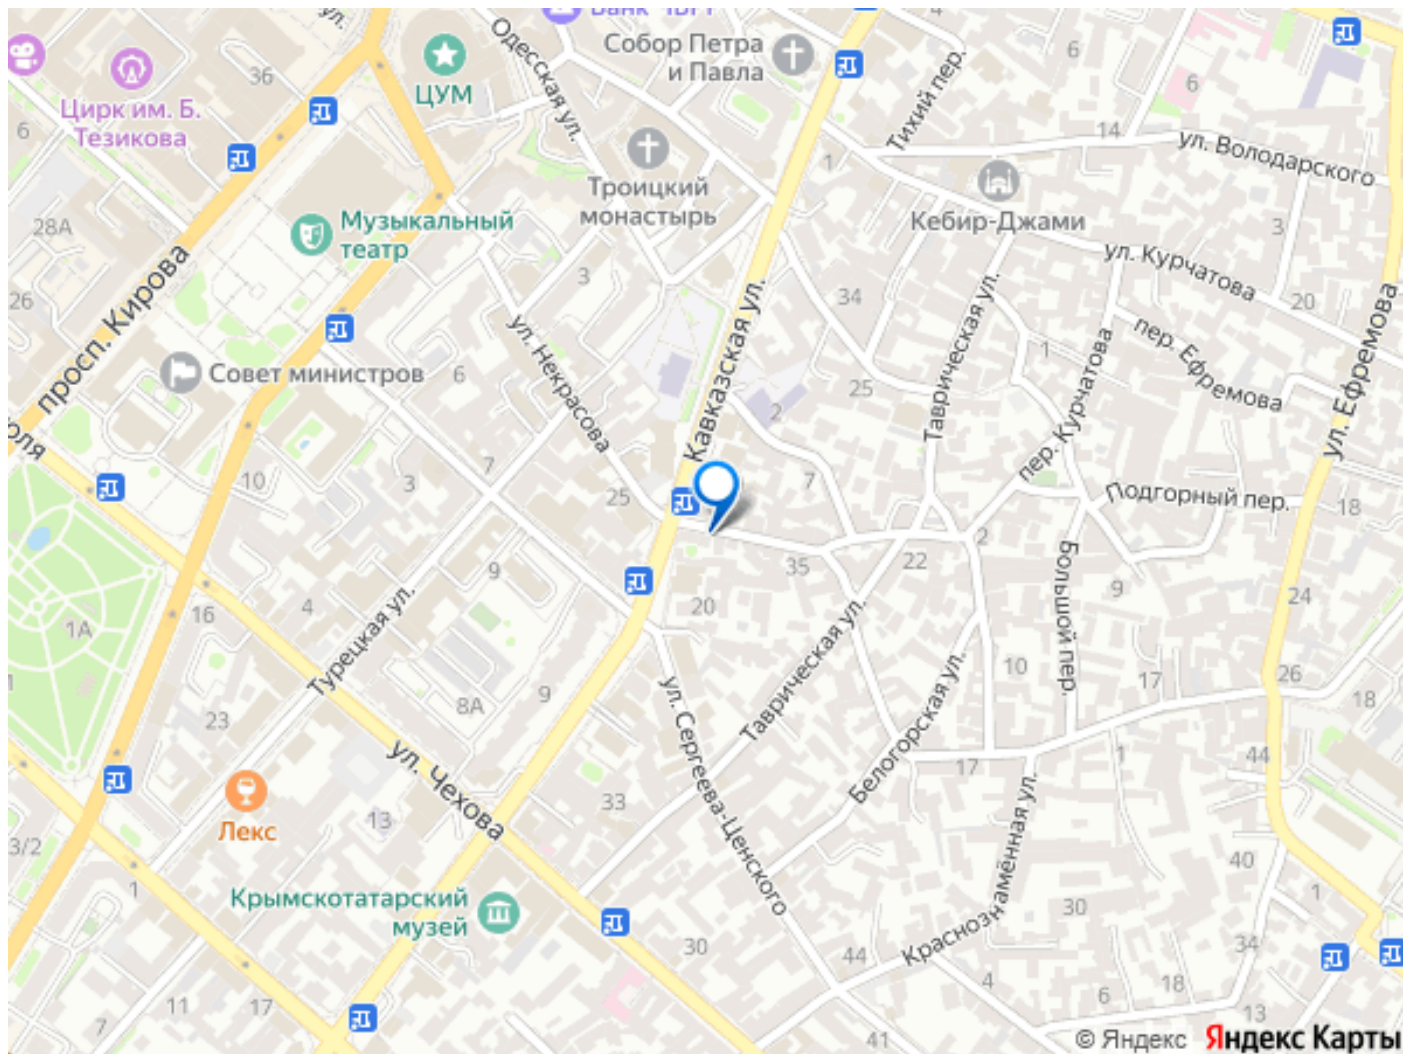 Банк ЧБРР
ул.
4
Собор Петра
и Павла
6
36
ЦУМ
Одесская ул.
Тихий пер.
6
Цирк им. Б.
Тезикова
6
14
ул. Володарского
1
Троицкий
монастырь
Кебир-Джами
28А
Музыкальный
театр
3
3
ул. Курчатова
26
34
20
просп. Кирова
Кавказская ул.
Таврическая ул.
ул. Некрасова
1
пер. Ефремова
ул. Ефремова
Совет министров
6
25
пер. Курчатова
2
оля
7
7
10
3
25
Подгорный пер.
18
2
9
35
22
9
24
Большой пер.
1А
16
4
20
Турецкая ул.
Таврическая ул.
10
17
26
18
9
8А
23
ул. Сергеева-Ценского
Белогорская ул.
ул. Чехова
17
1
44
Лекс
13
33
3/2
Краснознамённая ул.
40
1
1
Крымскотатарский
музей
30
30
44
34
4
18
6
13
11
17
7
41
© Яндекс Яндекс Карты